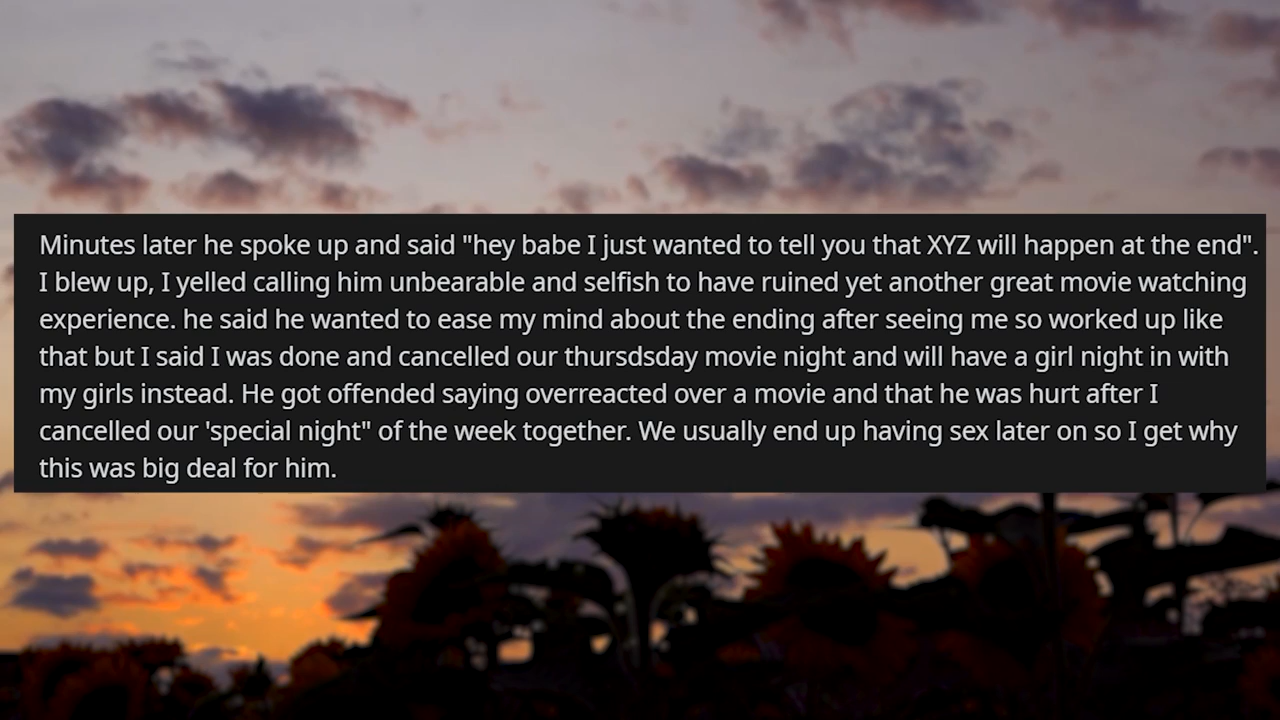 Minutes later he spoke up and said "hey babe I just wanted to tell you that XYZ will happen at the end".
I blew up, I yelled calling him unbearable and selfish to have ruined yet another great movie watching
experience. he said he wanted to ease my mind about the ending after seeing me so worked up like
that but I said I was done and cancelled our thursdsday movie night and will have a girl night in with
my girls instead. He got offended saying overreacted over a movie and that he was hurt after I
cancelled our 'special night" of the week together. We usually end up having sex later on so I get why
this was big deal for him.